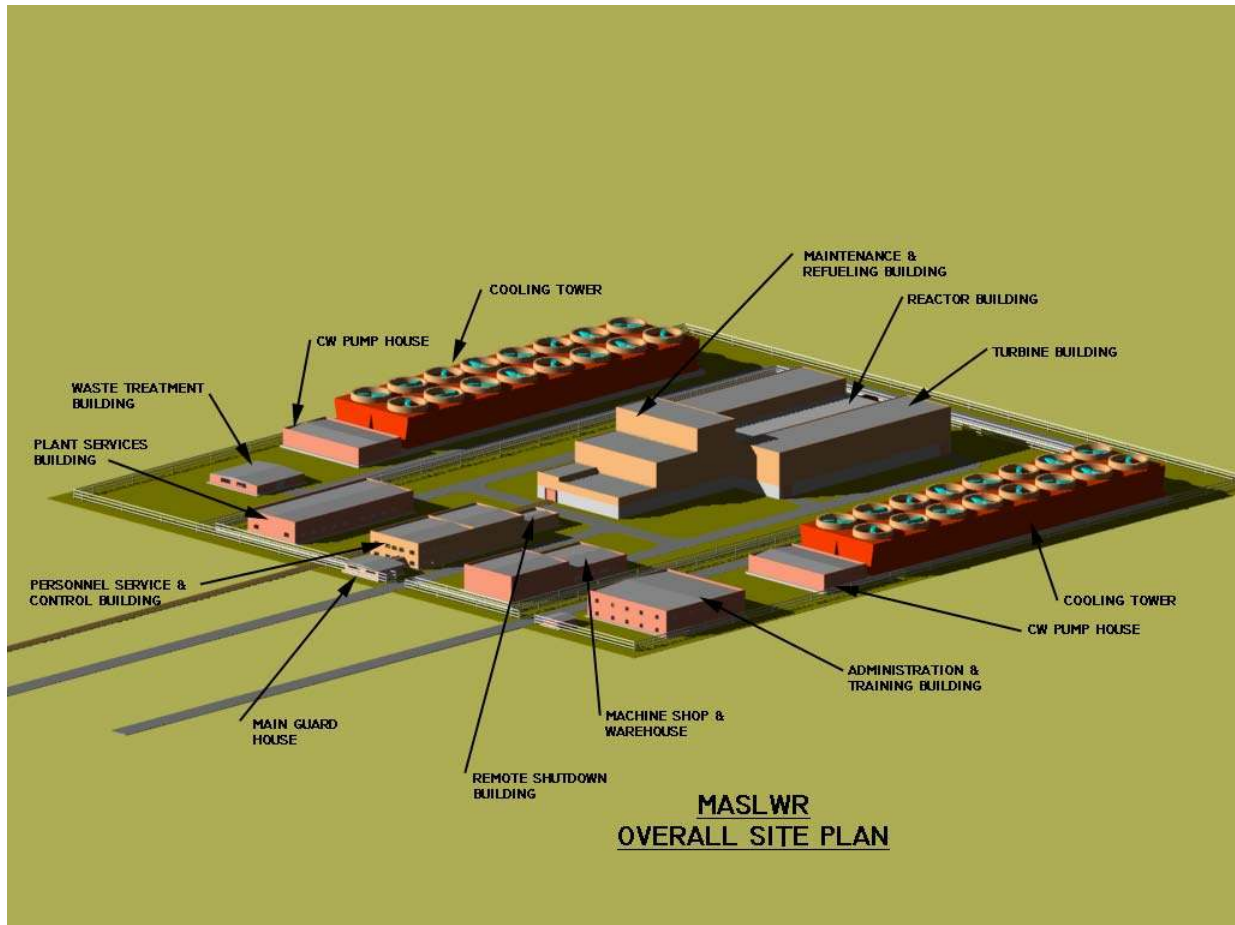 MAINTENANCE &
REFUELING BUILDING
COOLING TOWER
REACTOR BUILDING
CW PUMP HOUSE
TURBINE BUILDING
WASTE TREATMENT
BUILDING
PLANT SERVICES
BUILDING
PERSONNEL SERVICE &
CONTROL BUILDING
COOLING TOWER
CW PUMP HOUSE
ADMINISTRATION &
TRAINING BUILDING
MAIN GUARD
HOUSE
MACHINE SHOP &
WAREHOUSE
REMOTE SHUTDOWN
BUILDING
MASLWR
OVERALL SITE PLAN